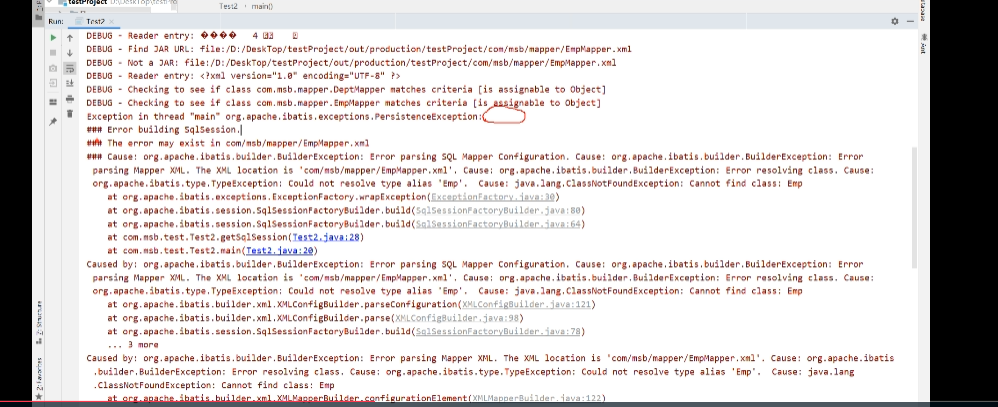 testProject D:\DeskTop\testPro
Test2 main()
Run: Test2
DEBUG - Reader entry: ���� 4
DEBUG - Find JAR URL: file:/D:/DeskTop/testProject/out/production/testProject/com/msb/mapper/EmpMapper.xml
DEBUG - Not a JAR: file:/D:/DeskTop/testProject/out/production/testProject/com/msb/mapper/EmpMapper.xml
DEBUG - Reader entry: <?xml version="1.0" encoding="UTF-8" ?>
DEBUG - Checking to see if class com.msb.mapper.DeptMapper matches criteria [is assignable to Object]
DEBUG - Checking to see if class com.msb.mapper.EmpMapper matches criteria [is assignable to Object]
Exception in thread "main" org.apache.ibatis.exceptions.PersistenceException:
### Error building SqlSession.
### The error may exist in com/msb/mapper/EmpMapper.xml
### Cause: org.apache.ibatis.builder.BuilderException: Error parsing SQL Mapper Configuration. Cause: org.apache.ibatis.builder.BuilderException: Error
parsing Mapper XML. The XML location is 'com/msb/mapper/EmpMapper.xml'. Cause: org.apache.ibatis.builder.BuilderException: Error resolving class. Cause:
org.apache.ibatis.type.TypeException: Could not resolve type alias 'Emp'. Cause: java.lang.ClassNotFoundException: Cannot find class: Emp
at org.apache.ibatis.exceptions.ExceptionFactory.wrapException(ExceptionFactory.java:30)
at org.apache.ibatis.session.SqlSessionFactoryBuilder.build(SqlSessionFactoryBuilder.java:80)
at org.apache.ibatis.session.SqlSessionFactoryBuilder.build(SqlSessionFactoryBuilder.java:64)
at com.msb.test.Test2.getSqlSession(Test2.java:28)
at com.msb.test.Test2.main(Test2.java:20)
Caused by: org.apache.ibatis.builder.BuilderException: Error parsing SQL Mapper Configuration. Cause: org.apache.ibatis.builder.BuilderException: Error
parsing Mapper XML. The XML location is 'com/msb/mapper/EmpMapper.xml'. Cause: org.apache.ibatis.builder.BuilderException: Error resolving class. Cause:
org.apache.ibatis.type.TypeException: Could not resolve type alias 'Emp'. Cause: java.lang.ClassNotFoundException: Cannot find class: Emp
at org.apache.ibatis.builder.xml.XMLConfigBuilder.parseConfiguration(XMLConfigBuilder.java:121)
at org.apache.ibatis.builder.xml.XMLConfigBuilder.parse(XMLConfigBuilder.java:98)
at org.apache.ibatis.session.SqlSessionFactoryBuilder.build(SqlSessionFactoryBuilder.java:78)
... 3 more
Caused by: org.apache.ibatis.builder.BuilderException: Error parsing Mapper XML. The XML location is 'com/msb/mapper/EmpMapper.xml'. Cause: org.apache.ibatis
.builder.BuilderException: Error resolving class. Cause: org.apache.ibatis.type.TypeException: Could not resolve type alias 'Emp'. Cause: java.lang
.ClassNotFoundException: Cannot find class: Emp
at org.apache.ibatis.builder.xml.XMLMapperBuilder.configurationElement(XMLMapperBuilder.java:122)
Z: Structure
2: Favorites
Ant